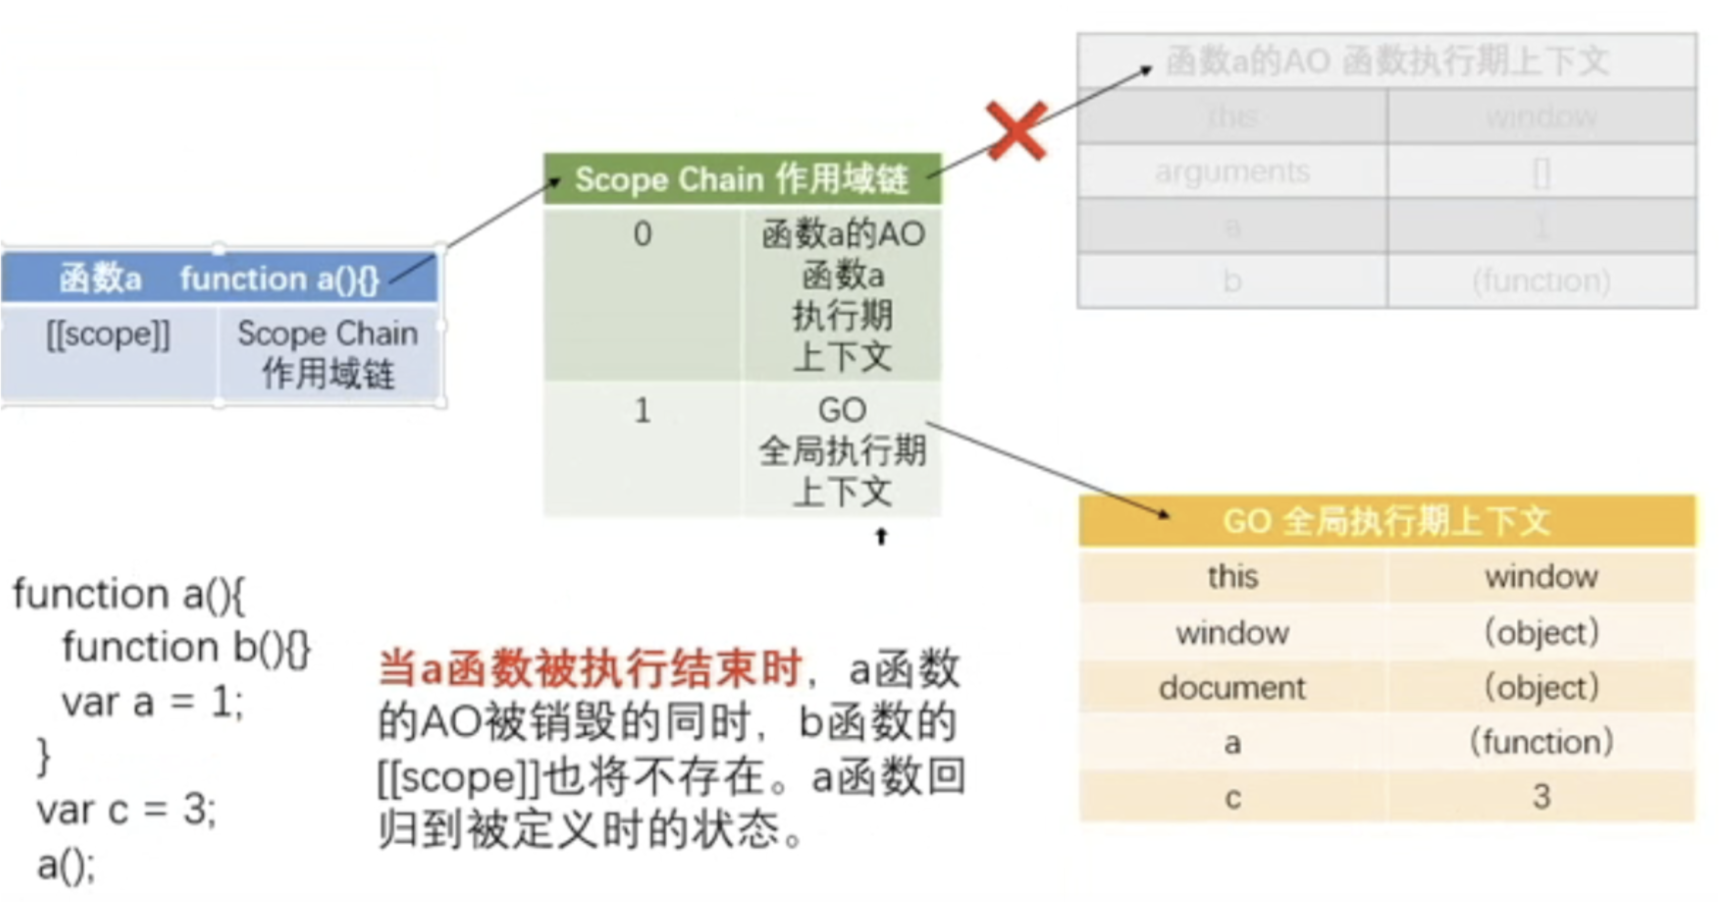 函数a的AO 函数执行期上下文
this window
arguments []
a 1
b (function)
Scope Chain 作用域链
0 函数a的AO
函数a
执行期
上下文
1 GO
全局执行期
上下文
函数a function a(){}
[[scope]] Scope Chain
作用域链
GO 全局执行期上下文
this window
window (object)
document (object)
a (function)
c 3
function a(){
function b(){}
var a = 1;
}
var c = 3;
a();
当a函数被执行结束时，a函数
的AO被销毁的同时，b函数的
[[scope]]也将不存在。a函数回
归到被定义时的状态。